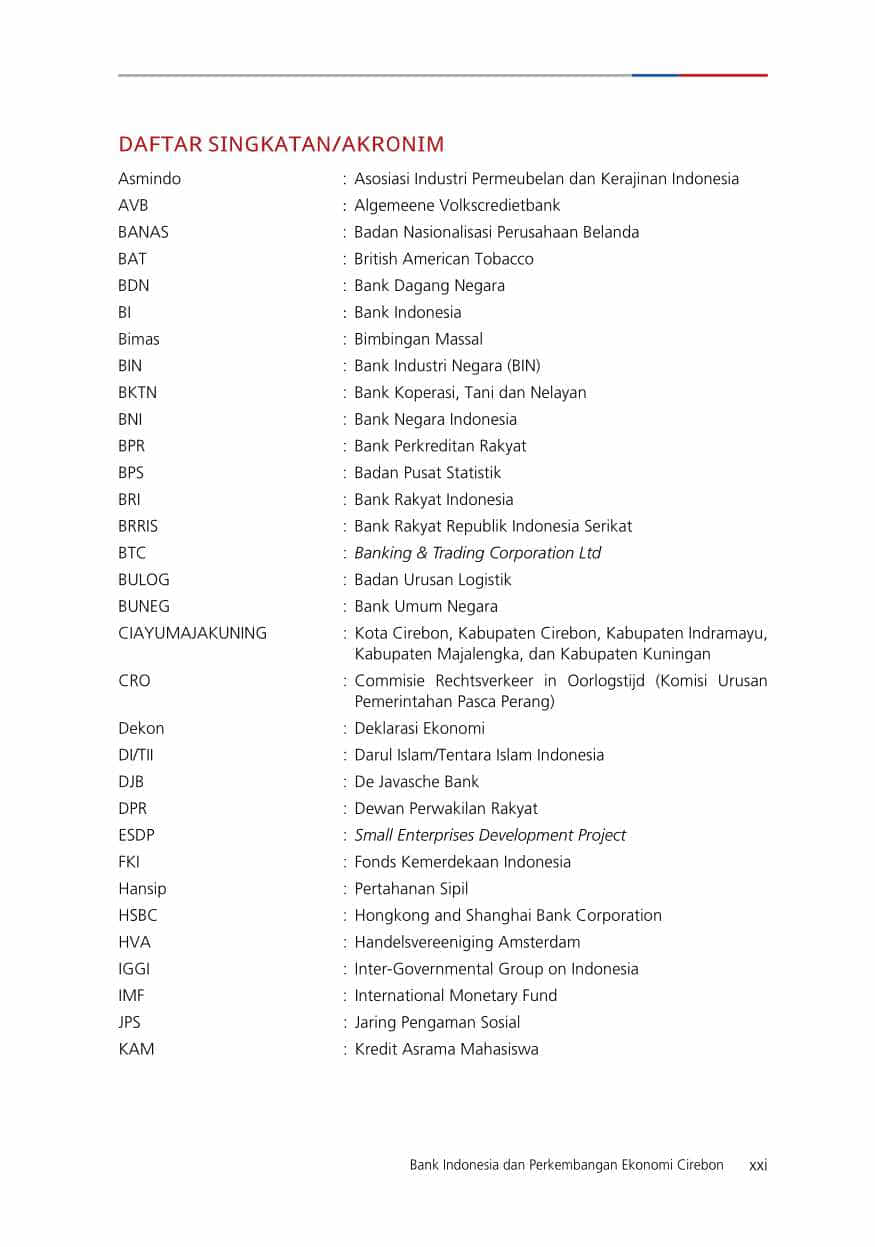 DAFTAR SINGKATAN/AKRONIM
Asmindo : Asosiasi Industri Permeubelan dan Kerajinan Indonesia
AVB : Algemeene Volkscredietbank
BANAS : Badan Nasionalisasi Perusahaan Belanda
BAT : British American Tobacco
BDN : Bank Dagang Negara
BI : Bank Indonesia
Bimas : Bimbingan Massal
BIN : Bank Industri Negara (BIN)
BKTN : Bank Koperasi, Tani dan Nelayan
BNI : Bank Negara Indonesia
BPR : Bank Perkreditan Rakyat
BPS : Badan Pusat Statistik
BRI : Bank Rakyat Indonesia
BRRIS : Bank Rakyat Republik Indonesia Serikat
BTC : Banking & Trading Corporation Ltd
BULOG : Badan Urusan Logistik
BUNEG : Bank Umum Negara
CIAYUMAJAKUNING : Kota Cirebon, Kabupaten Cirebon, Kabupaten Indramayu,
Kabupaten Majalengka, dan Kabupaten Kuningan
CRO : Commisie Rechtsverkeer in Oorlogstijd (Komisi Urusan
Pemerintahan Pasca Perang)
Dekon : Deklarasi Ekonomi
DI/TII : Darul Islam/Tentara Islam Indonesia
DJB : De Javasche Bank
DPR : Dewan Perwakilan Rakyat
ESDP : Small Enterprises Development Project
FKI : Fonds Kemerdekaan Indonesia
Hansip : Pertahanan Sipil
HSBC : Hongkong and Shanghai Bank Corporation
HVA : Handelsvereeniging Amsterdam
IGGI : Inter-Governmental Group on Indonesia
IMF : International Monetary Fund
JPS : Jaring Pengaman Sosial
KAM : Kredit Asrama Mahasiswa
Bank Indonesia dan Perkembangan Ekonomi Cirebon xxi